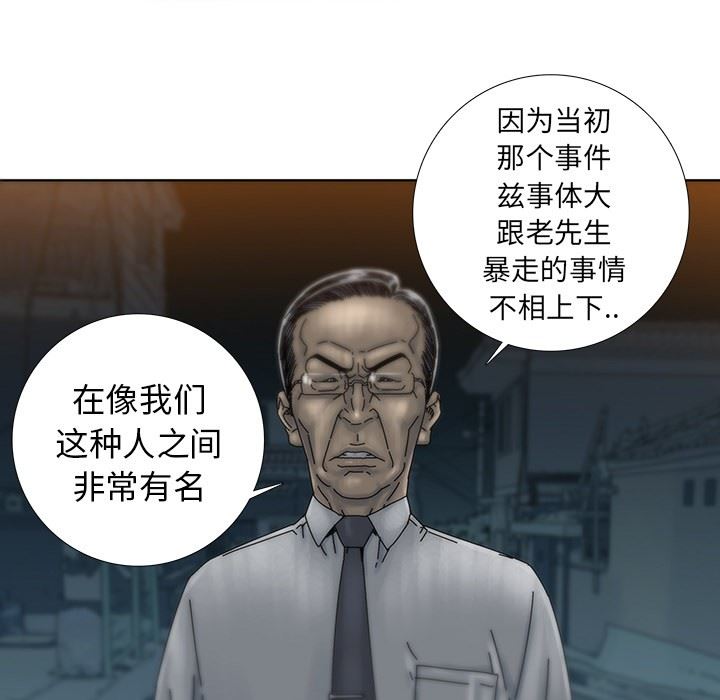 因为当初
那个事件
兹事体大
跟老先生
暴走的事情
不相上下..
在像我们
这种人之间
非常有名